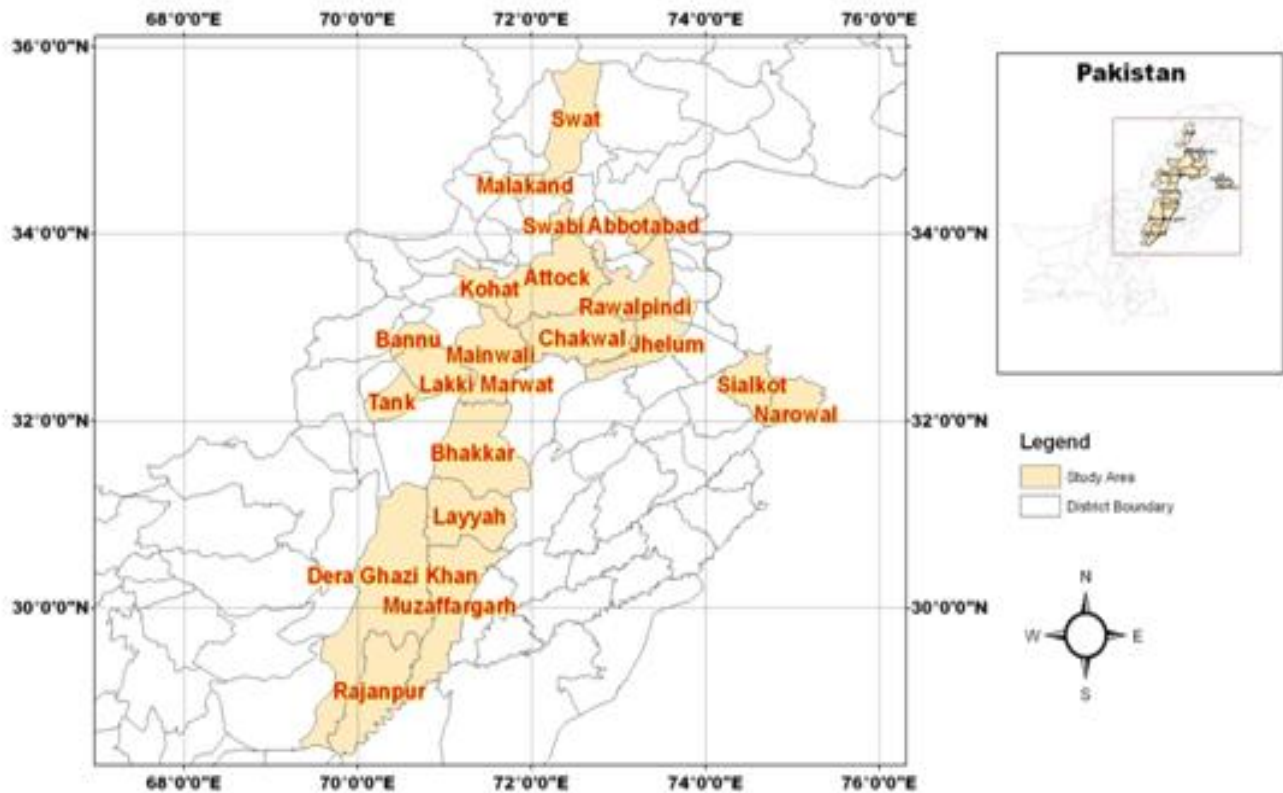 68°0'0"E 70°0'0"E 72°0'0"E 74°0'0"E 76°0'0"E
36°0'0"N
Swat
Malakand
Swabi Abbotabad
34°0'0"N 34°0'0"N
Attock
Kohat
Rawalpindi
Chakwal
Bannu
Jhelum
Mainwali
Lakki Marwat
Sialkot
Tank
Narowal
32°0'0"N 32°0'0"N
Bhakkar
Layyah
Dera Ghazi Khan
Muzaffargarh
30°0'0"N 30°0'0"N
Rajanpur
68°0'0"E 70°0'0"E 72°0'0"E 74°0'0"E 76°0'0"E
Pakistan
Legend
Study Area
District Boundary
N
W E
S